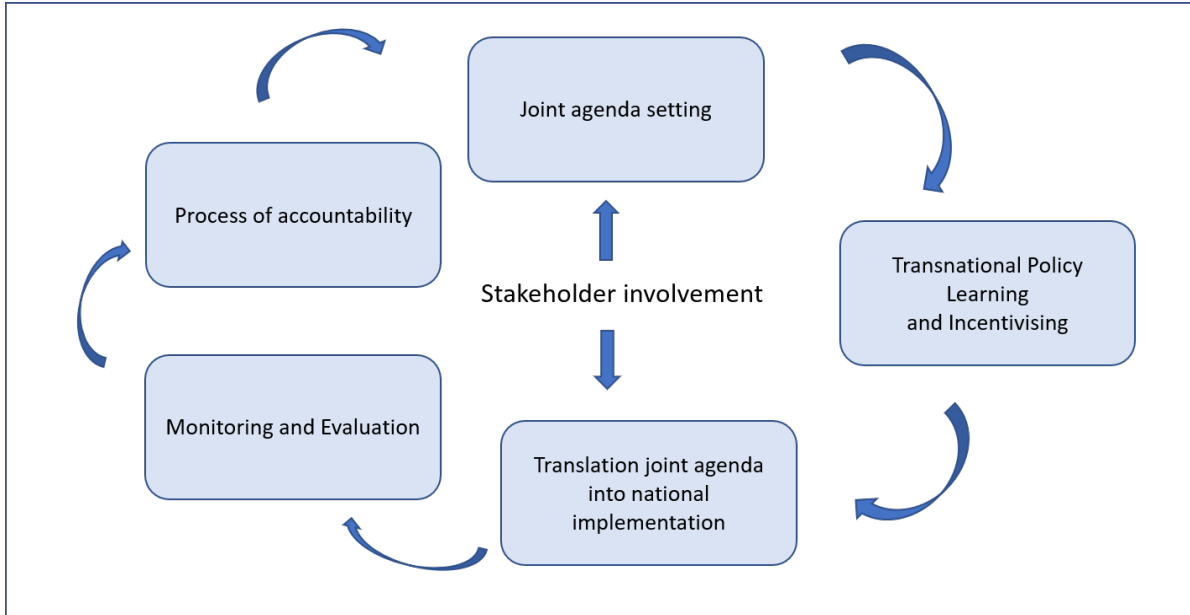 Joint agenda setting
Process of accountability
Transnational Policy
Learning
and Incentivising
Stakeholder involvement
Monitoring and Evaluation
Translation joint agenda
into national
implementation